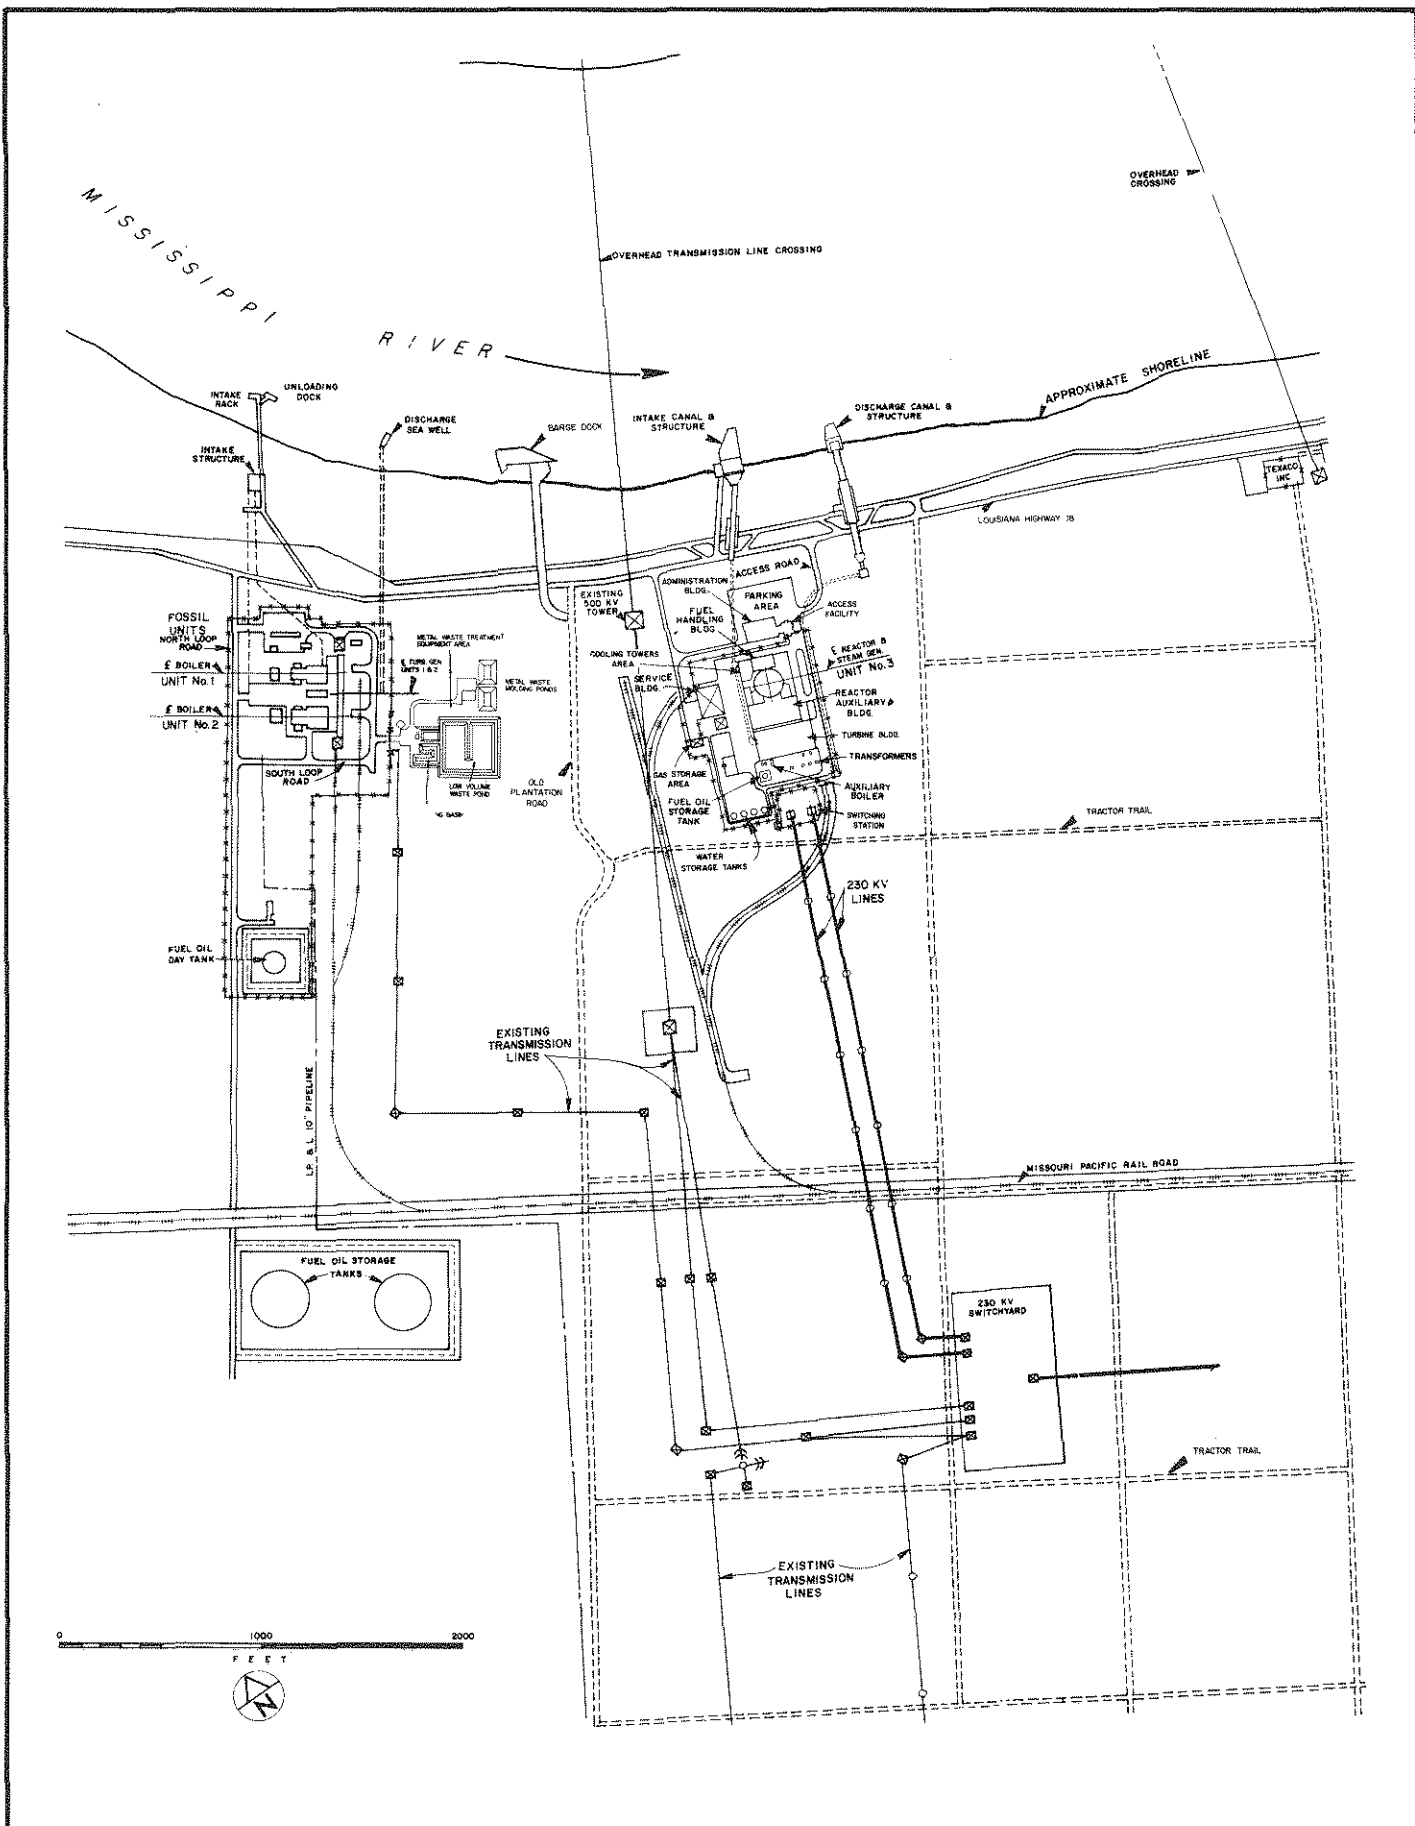 OVERHEAD
CROSSING
MISSISSIPPI
RIVER
OVERHEAD TRANSMISSION LINE CROSSING
APPROXIMATE SHORELINE
INTAKE
RACK
UNLOADING
DOCK
DISCHARGE
SEA WELL
BARGE DOCK
INTAKE CANAL &
STRUCTURE
DISCHARGE CANAL &
STRUCTURE
INTAKE
STRUCTURE
TEXACO
INC
LOUISIANA HIGHWAY 18
ACCESS ROAD
ADMINISTRATION
BLDG.
PARKING
AREA
ACCESS
FACILITY
EXISTING
500 KV
TOWER
FUEL
HANDLING
BLDG
FOSSIL
UNITS
NORTH LOOP
ROAD
METAL WASTE TREATMENT
EQUIPMENT AREA
COOLING TOWERS
AREA
℄ REACTOR &
STEAM GEN.
UNIT No.3
℄ BOILER
UNIT No.1
℄ TURB. GEN
UNITS 1 & 2
METAL WASTE
HOLDING PONDS
SERVICE
BLDG.
REACTOR
AUXILIARY
BLDG.
℄ BOILER
UNIT No.2
TURBINE BLDG.
TRANSFORMERS
SOUTH LOOP
ROAD
LOW VOLUME
WASTE POND
OLD
PLANTATION
ROAD
GAS STORAGE
AREA
AUXILIARY
BOILER
FUEL OIL
STORAGE
TANK
SWITCHING
STATION
TRACTOR TRAIL
WATER
STORAGE TANKS
230 KV
LINES
FUEL OIL
DAY TANK
EXISTING
TRANSMISSION
LINES
LP & L 10" PIPELINE
MISSOURI PACIFIC RAIL ROAD
FUEL OIL STORAGE
TANKS
230 KV
SWITCHYARD
TRACTOR TRAIL
EXISTING
TRANSMISSION
LINES
0 1000 2000
FEET
N